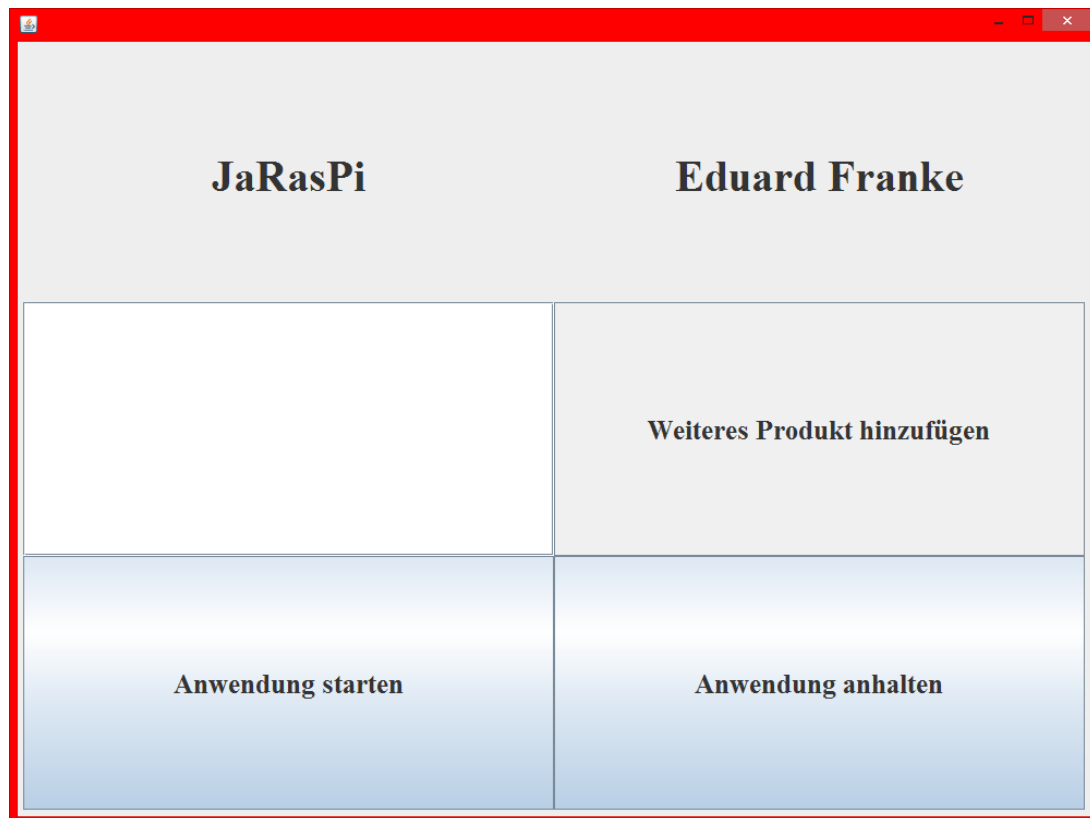 JaRasPi
Eduard Franke
Weiteres Produkt hinzufügen
Anwendung starten
Anwendung anhalten